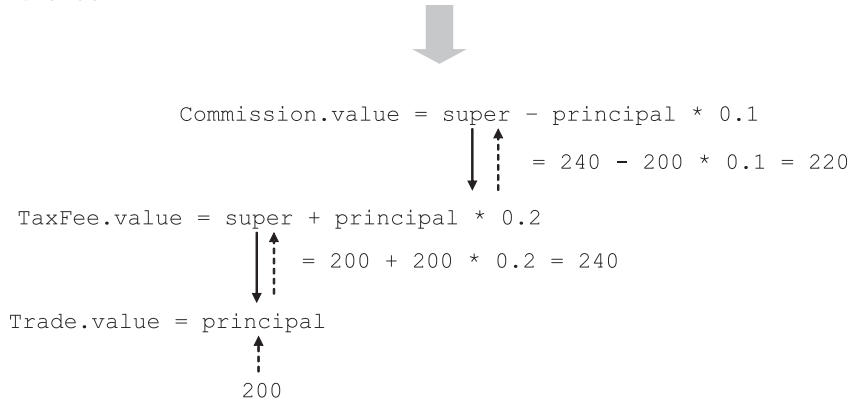 Commission.value = super – principal * 0.1
= 240 - 200 * 0.1 = 220
TaxFee.value = super + principal * 0.2
= 200 + 200 * 0.2 = 240
Trade.value = principal
200